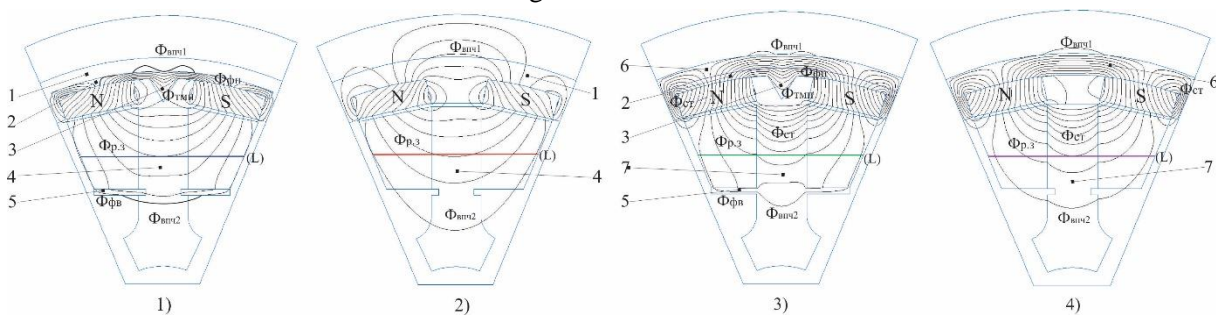 Φвпч1
Φфп
Φтмп
N
S
Φр.з
(L)
Φфв
Φвпч2
1
2
3
4
5
1)
Φвпч1
N
S
Φр.з
(L)
Φвпч2
1
4
2)
Φвпч1
Φфп
Φст
N
Φтмп
S
Φст
Φст
Φр.з
(L)
Φфв
Φвпч2
6
2
3
7
5
3)
Φвпч1
N
S
Φст
Φст
Φр.з
(L)
Φвпч2
6
7
4)